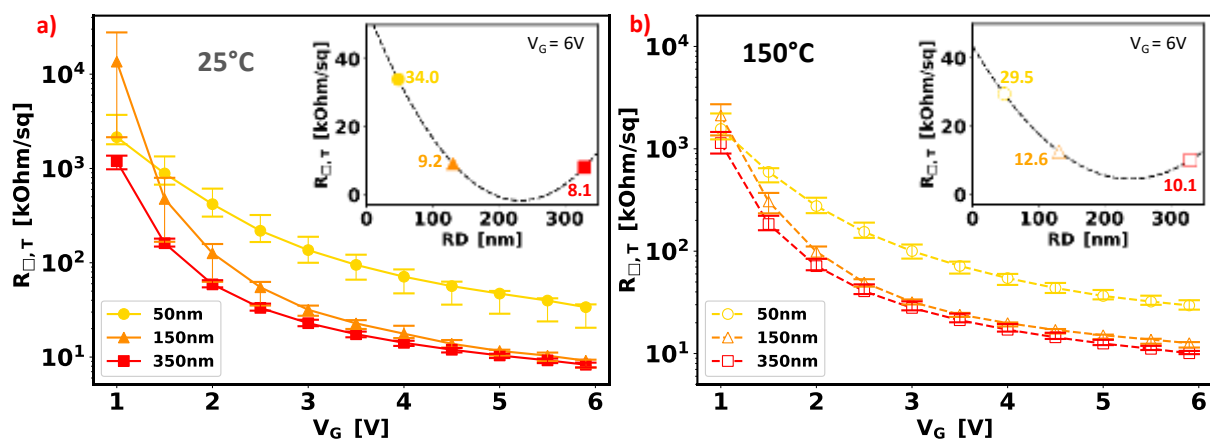 a)
25°C
R□,T [kOhm/sq]
10⁴
10³
10²
10¹
1 2 3 4 5 6
V_G [V]
50nm
150nm
350nm
V_G = 6V
R□,T [kOhm/sq]
40
20
0
34.0
9.2
8.1
0 100 200 300
RD [nm]
b)
150°C
R□,T [kOhm/sq]
10⁴
10³
10²
10¹
1 2 3 4 5 6
V_G [V]
50nm
150nm
350nm
V_G = 6V
R□,T [kOhm/sq]
40
20
0
29.5
12.6
10.1
0 100 200 300
RD [nm]